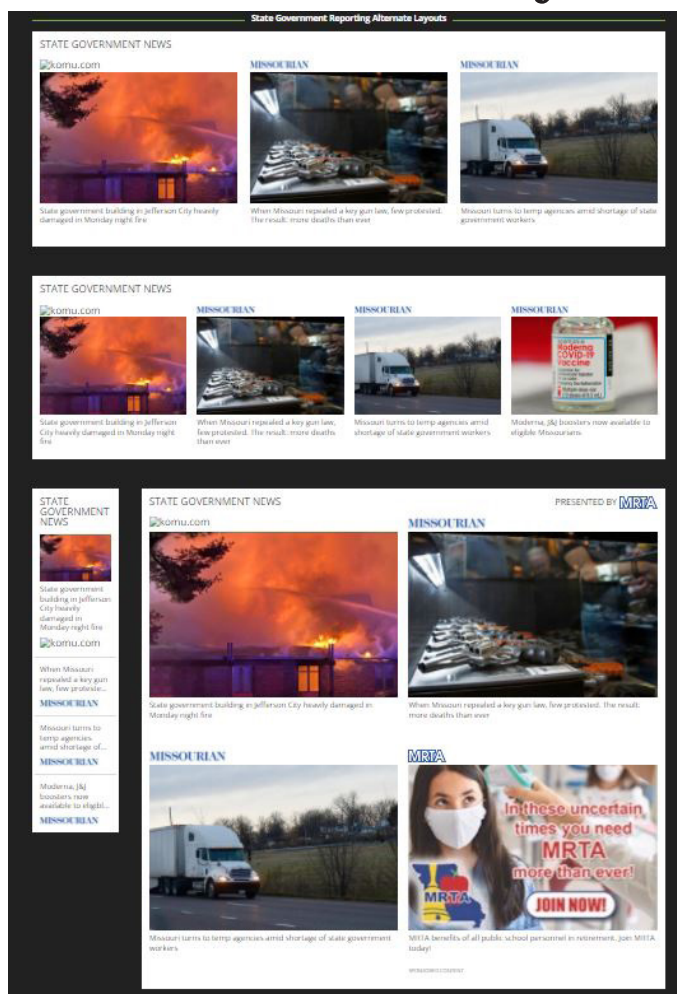 State Government Reporting Alternate Layouts
STATE GOVERNMENT NEWS
komu.com
MISSOURIAN
MISSOURIAN
State government building in Jefferson City heavily
damaged in Monday night fire
When Missouri repealed a key gun law, few protested.
The result: more deaths than ever
Missouri turns to temp agencies amid shortage of state
government workers
STATE GOVERNMENT NEWS
komu.com
MISSOURIAN
MISSOURIAN
MISSOURIAN
Moderna
COVID-19
Vaccine
State government building in Jefferson
City heavily damaged in Monday night
fire
When Missouri repealed a key gun law,
few protested. The result: more deaths
than ever
Missouri turns to temp agencies amid
shortage of state government workers
Moderna, J&J boosters now available to
eligible Missourians
STATE
GOVERNMENT
NEWS
State government
building in Jefferson
City heavily
damaged in
Monday night fire
komu.com
When Missouri
repealed a key gun
law, few proteste...
MISSOURIAN
Missouri turns to
temp agencies
amid shortage of...
MISSOURIAN
Moderna, J&J
boosters now
available to eligibl...
MISSOURIAN
STATE GOVERNMENT NEWS
PRESENTED BY MRTA
komu.com
MISSOURIAN
State government building in Jefferson City heavily damaged in
Monday night fire
When Missouri repealed a key gun law, few protested. The result:
more deaths than ever
MISSOURIAN
MRTA
In these uncertain
times you need
MRTA
more than ever!
MRTA
JOIN NOW!
Missouri turns to temp agencies amid shortage of state government
workers
MRTA benefits of all public school personnel in retirement. Join MRTA
today!
SPONSORED CONTENT